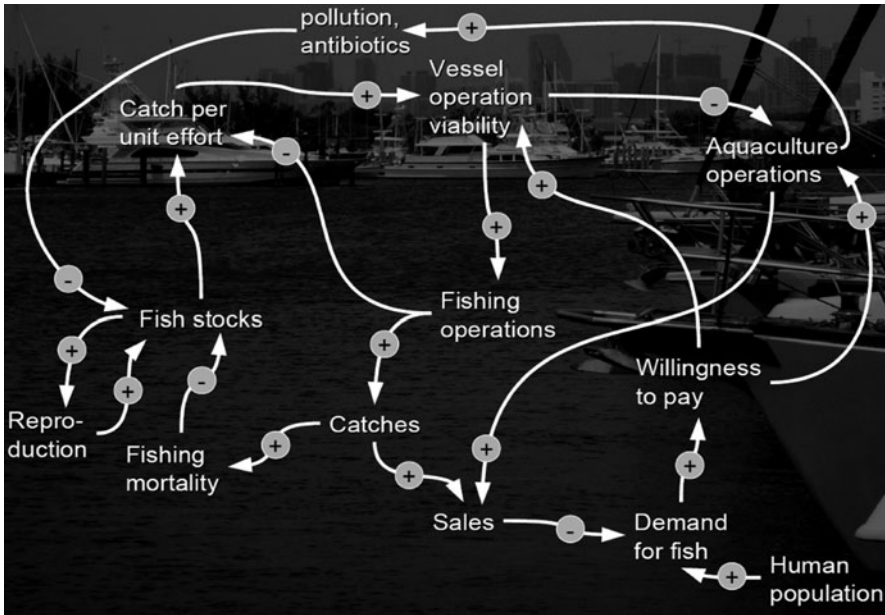 pollution,
antibiotics
+
Vessel
operation
viability
Catch per
unit effort
+
-
Aquaculture
operations
-
+
+
+
+
-
Fish stocks
Fishing
operations
+
+
-
+
Willingness
to pay
Repro-
duction
Fishing
mortality
+
Catches
+
+
+
Sales
-
Demand
for fish
+
Human
population